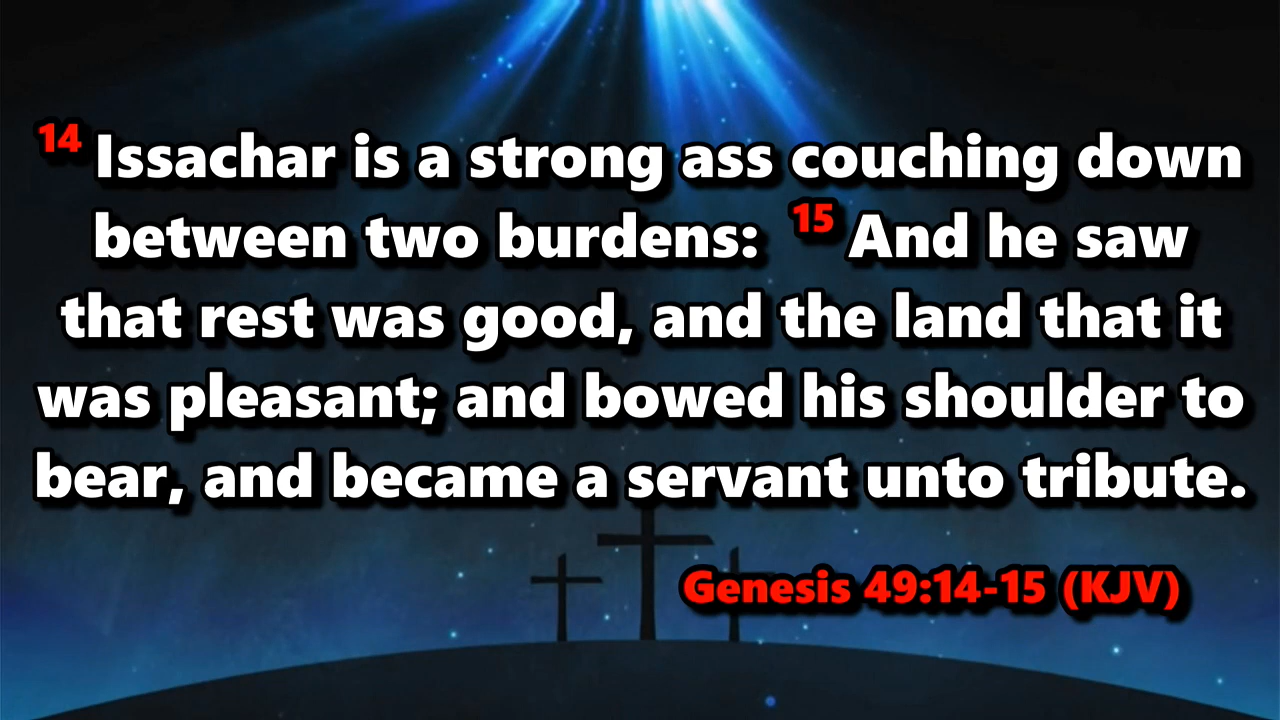 14 Issachar is a strong ass couching down
between two burdens: 15 And he saw
that rest was good, and the land that it
was pleasant; and bowed his shoulder to
bear, and became a servant unto tribute.
Genesis 49:14-15 (KJV)